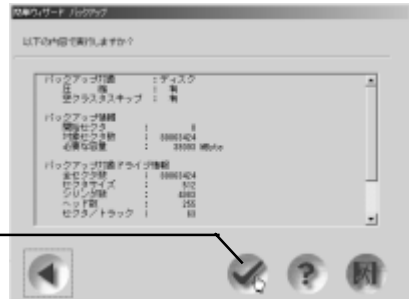 簡単ウィザード バックアップ
以下の内容で実行しますか？
バックアップ対象 : ディスク
圧縮 : 有
空クラスタスキップ : 有
バックアップ情報
開始セクタ : 0
対象セクタ数 :
必要な容量 : MByte
バックアップ対象ドライブ情報
全セクタ数 :
セクタサイズ : 512
シリンダ数 :
ヘッド数 : 255
セクタ／トラック : 63